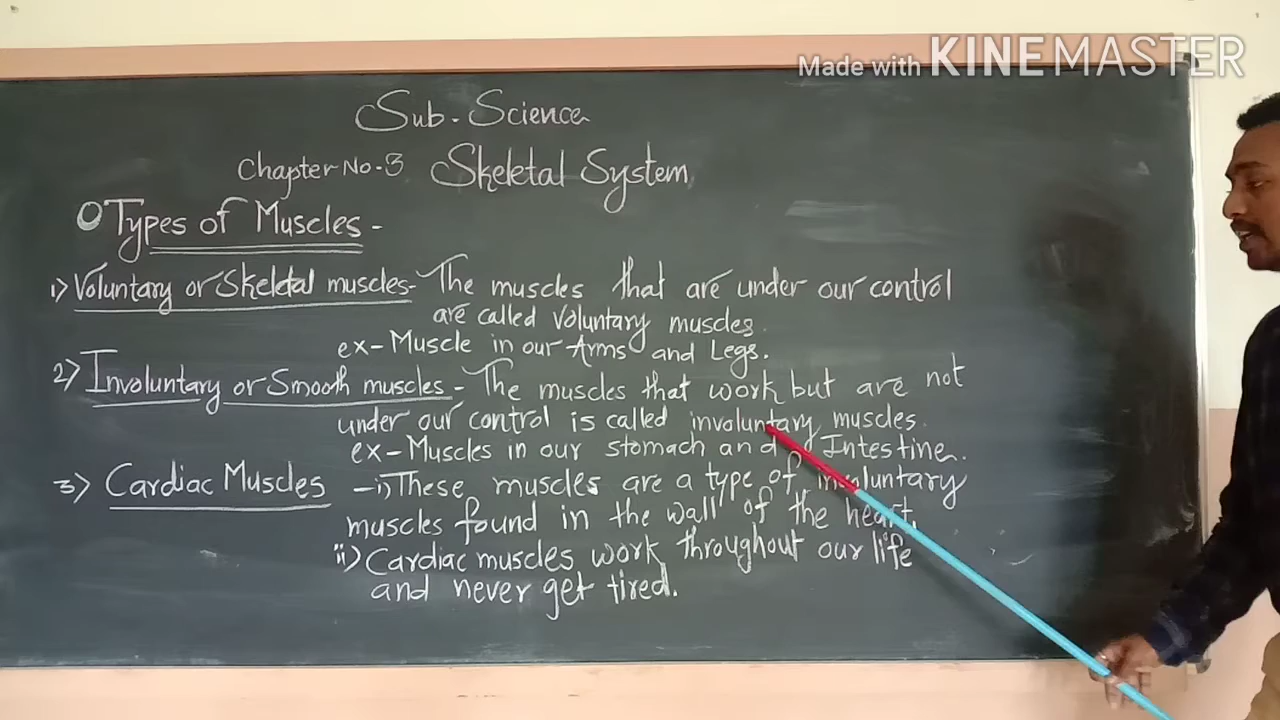 Made with KINEMASTER
Sub. Science
Chapter No-3 Skeletal System
Types of Muscles-
1) Voluntary or Skeletal muscles- The muscles that are under our control
are called voluntary muscles.
ex- Muscle in our Arms and Legs.
2) Involuntary or Smooth muscles- The muscles that work but are not
under our control is called involuntary muscles.
ex- Muscles in our stomach and Intestine.
3) Cardiac Muscles -i) These muscles are a type of involuntary
muscles found in the wall of the heart.
ii) Cardiac muscles work throughout our life
and never get tired.